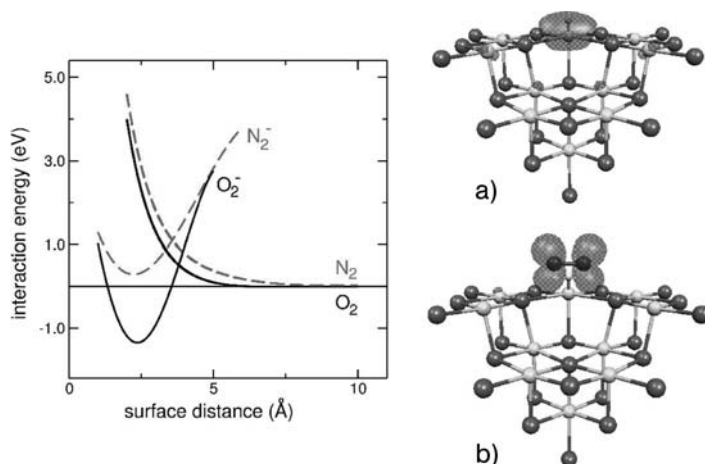 5.0
3.0
1.0
-1.0
0
5
10
interaction energy (eV)
surface distance (Å)
N₂⁻
O₂⁻
N₂
O₂
a)
b)